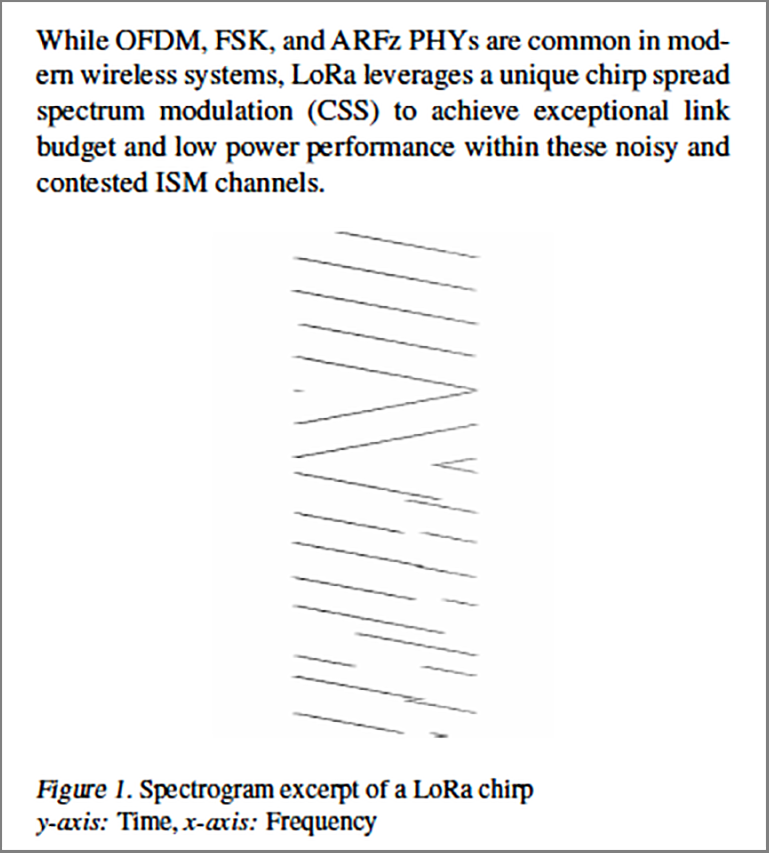 While OFDM, FSK, and ARFz PHYs are common in mod-
ern wireless systems, LoRa leverages a unique chirp spread
spectrum modulation (CSS) to achieve exceptional link
budget and low power performance within these noisy and
contested ISM channels.
Figure 1. Spectrogram excerpt of a LoRa chirp
y-axis: Time, x-axis: Frequency